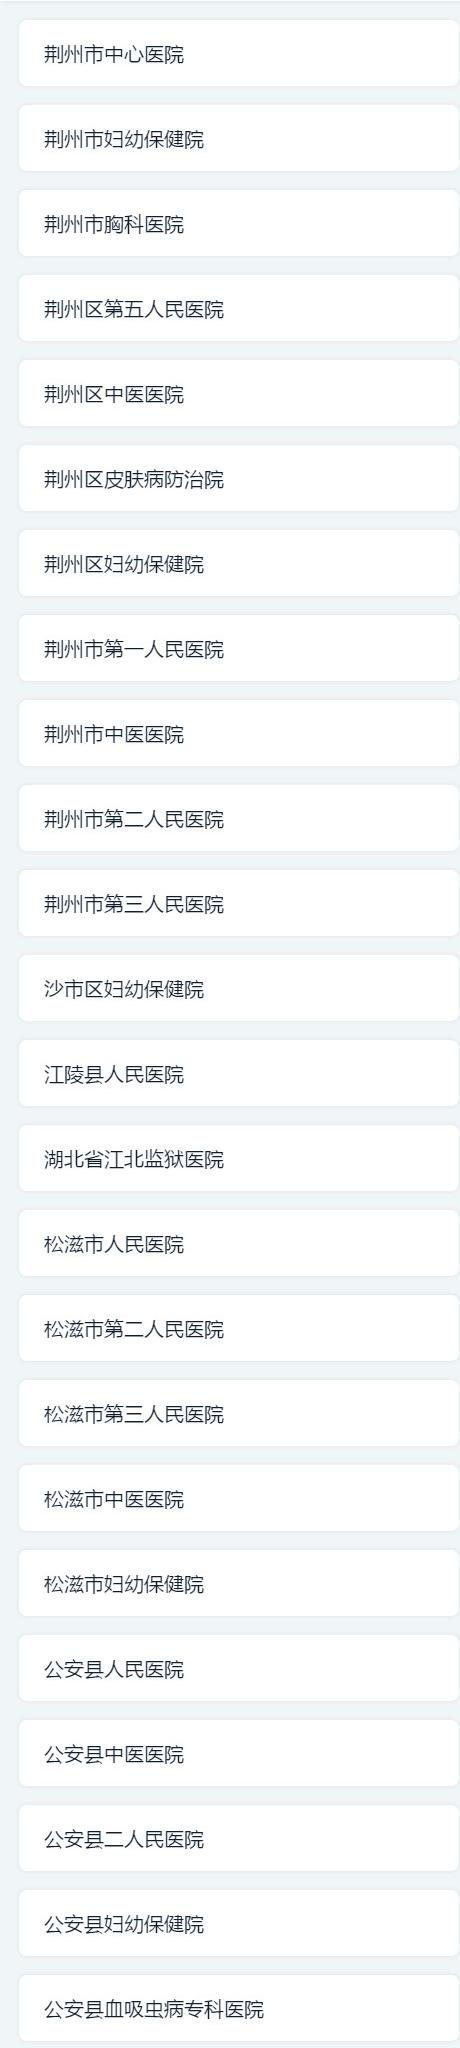 荆州市中心医院
荆州市妇幼保健院
荆州市胸科医院
荆州区第五人民医院
荆州区中医医院
荆州区皮肤病防治院
荆州区妇幼保健院
荆州市第一人民医院
荆州市中医医院
荆州市第二人民医院
荆州市第三人民医院
沙市区妇幼保健院
江陵县人民医院
湖北省江北监狱医院
松滋市人民医院
松滋市第二人民医院
松滋市第三人民医院
松滋市中医医院
松滋市妇幼保健院
公安县人民医院
公安县中医医院
公安县二人民医院
公安县妇幼保健院
公安县血吸虫病专科医院